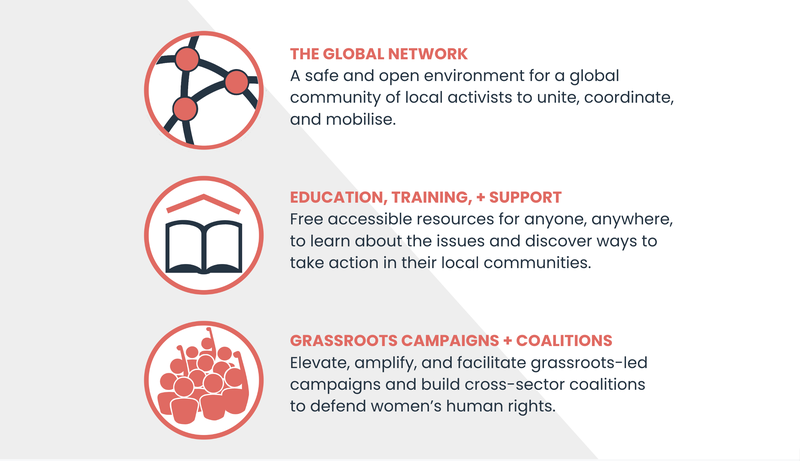 THE GLOBAL NETWORK
A safe and open environment for a global
community of local activists to unite, coordinate,
and mobilise.
EDUCATION, TRAINING, + SUPPORT
Free accessible resources for anyone, anywhere,
to learn about the issues and discover ways to
take action in their local communities.
GRASSROOTS CAMPAIGNS + COALITIONS
Elevate, amplify, and facilitate grassroots-led
campaigns and build cross-sector coalitions
to defend women’s human rights.